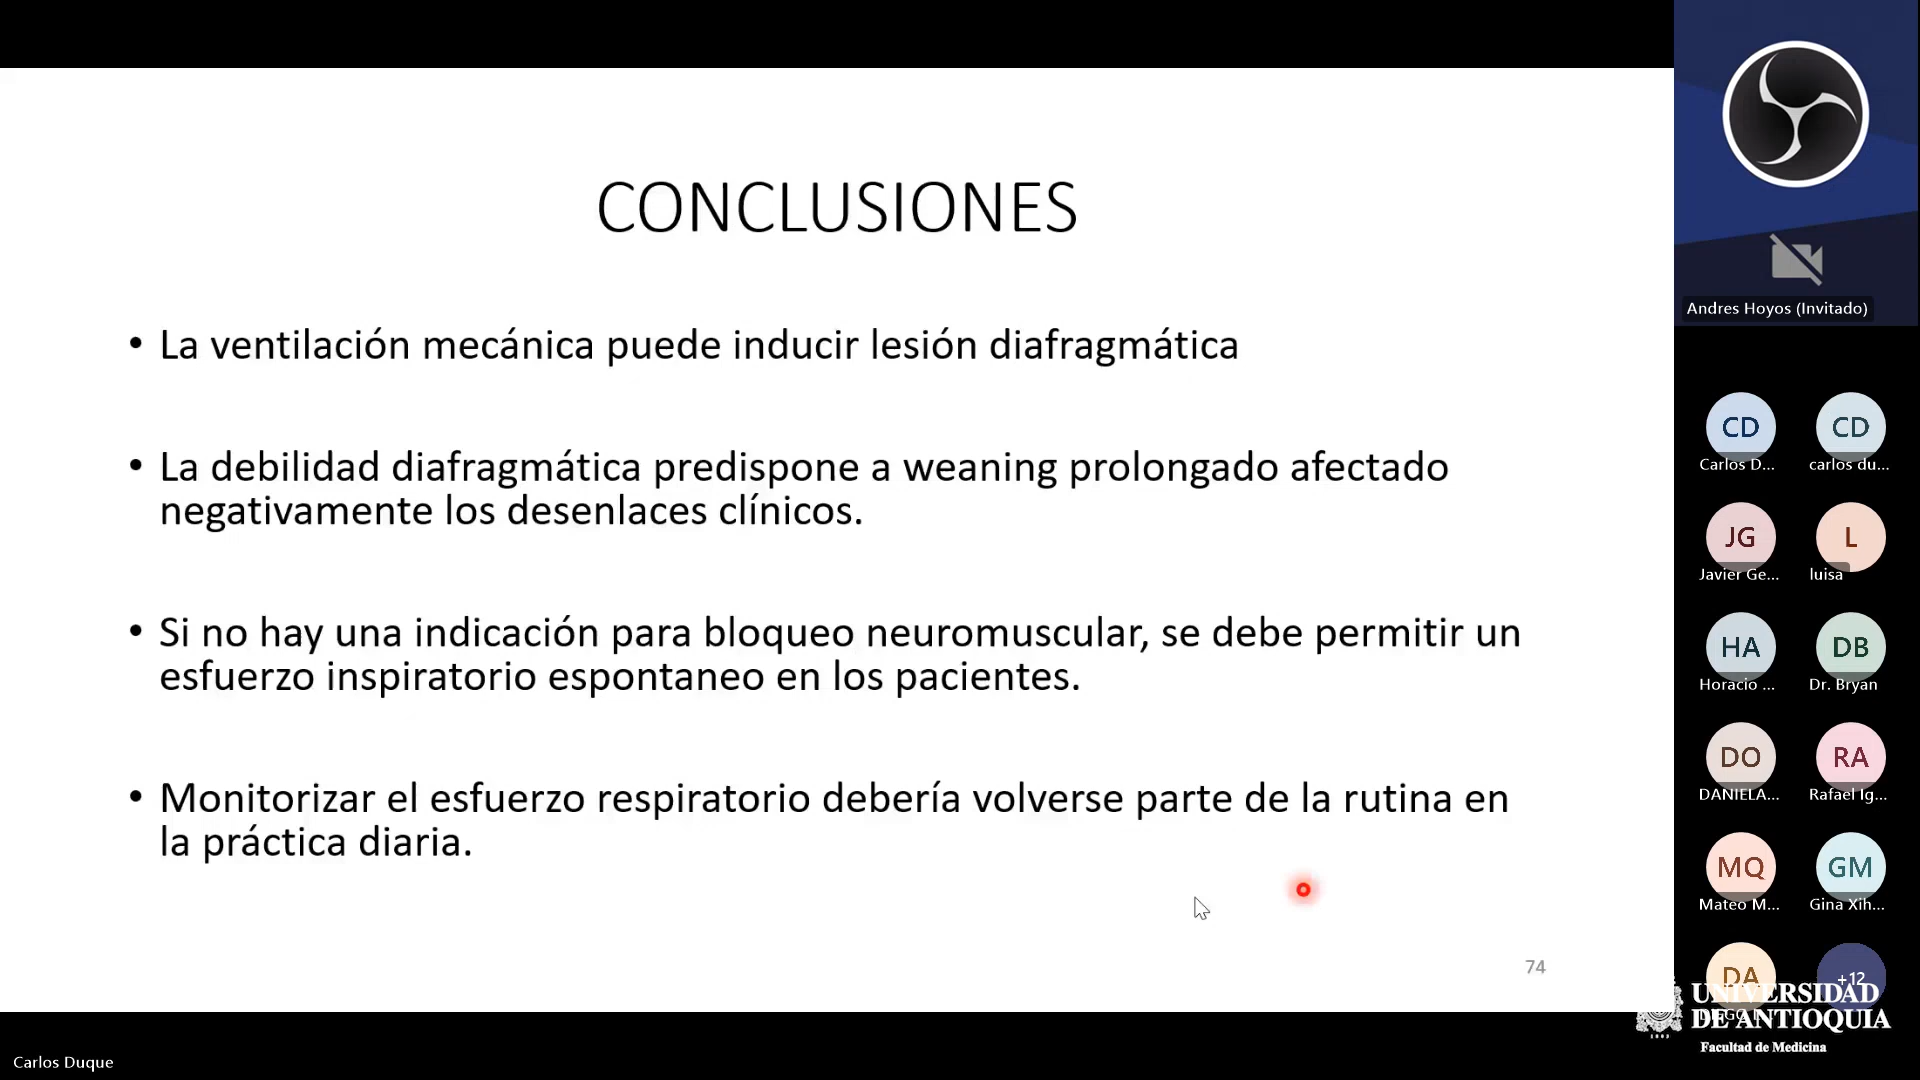 CONCLUSIONES
• La ventilación mecánica puede inducir lesión diafragmática
• La debilidad diafragmática predispone a weaning prolongado afectado
negativamente los desenlaces clínicos.
• Si no hay una indicación para bloqueo neuromuscular, se debe permitir un
esfuerzo inspiratorio espontaneo en los pacientes.
• Monitorizar el esfuerzo respiratorio debería volverse parte de la rutina en
la práctica diaria.
74
Carlos Duque
Andres Hoyos (Invitado)
CD
CD
Carlos D...
carlos du...
JG
L
Javier Ge...
luisa
HA
DB
Horacio ...
Dr. Bryan
DO
RA
DANIELA...
Rafael Ig...
MQ
GM
Mateo M...
Gina Xih...
DA
+12
UNIVERSIDAD
DE ANTIOQUIA
Facultad de Medicina